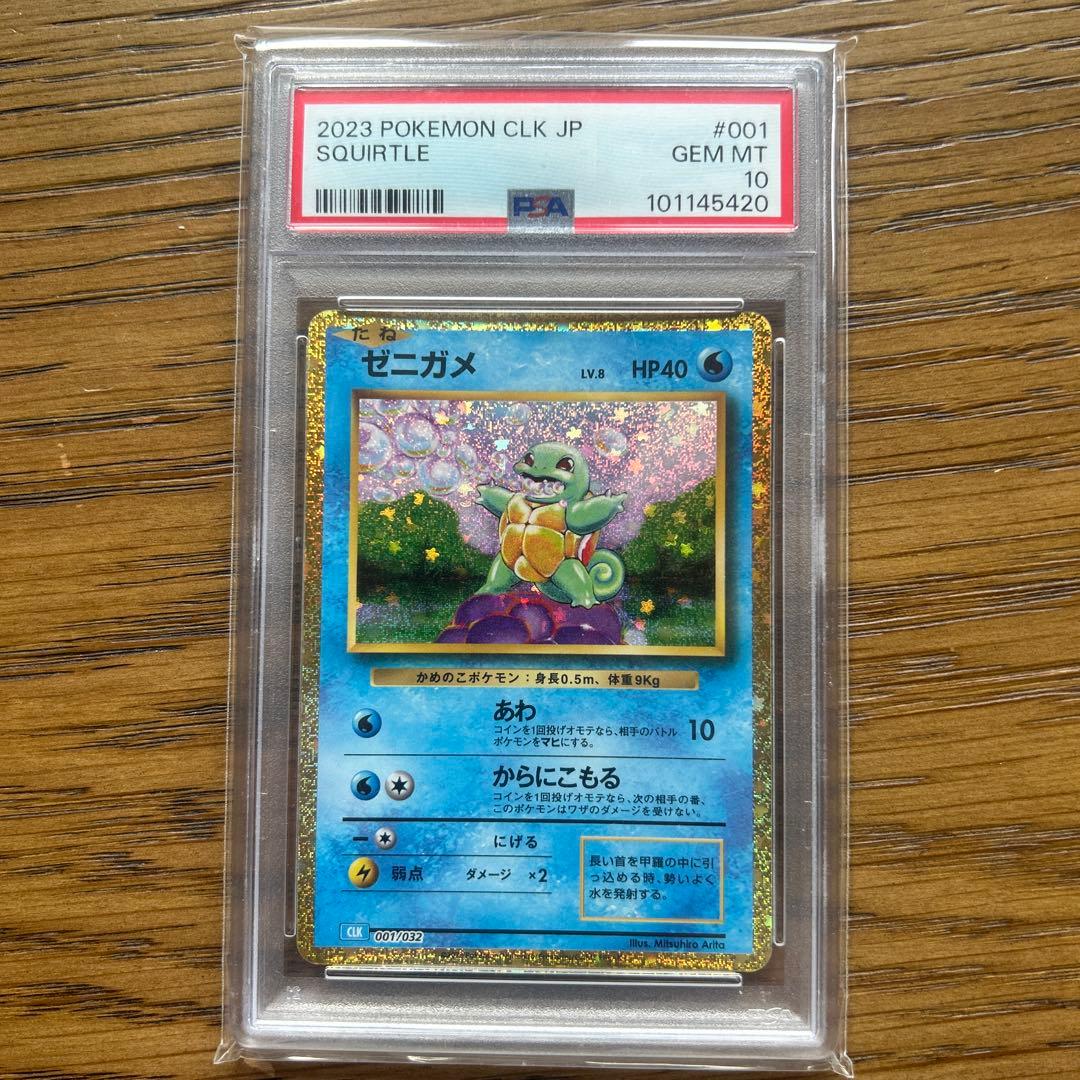 2023 POKEMON CLK JP #001
SQUIRTLE GEM MT
10
PSA 101145420
たね
ゼニガメ LV.8 HP40
かめのこポケモン：身長0.5m、体重9Kg
あわ 10
コインを1回投げオモテなら、相手のバトル
ポケモンをマヒにする。
からにこもる
コインを1回投げオモテなら、次の相手の番、
このポケモンはワザのダメージを受けない。
にげる
弱点 ダメージ ×2
長い首を甲羅の中に引
っ込める時、勢いよく
水を発射する。
CLK 001/032
Illus. Mitsuhiro Arita